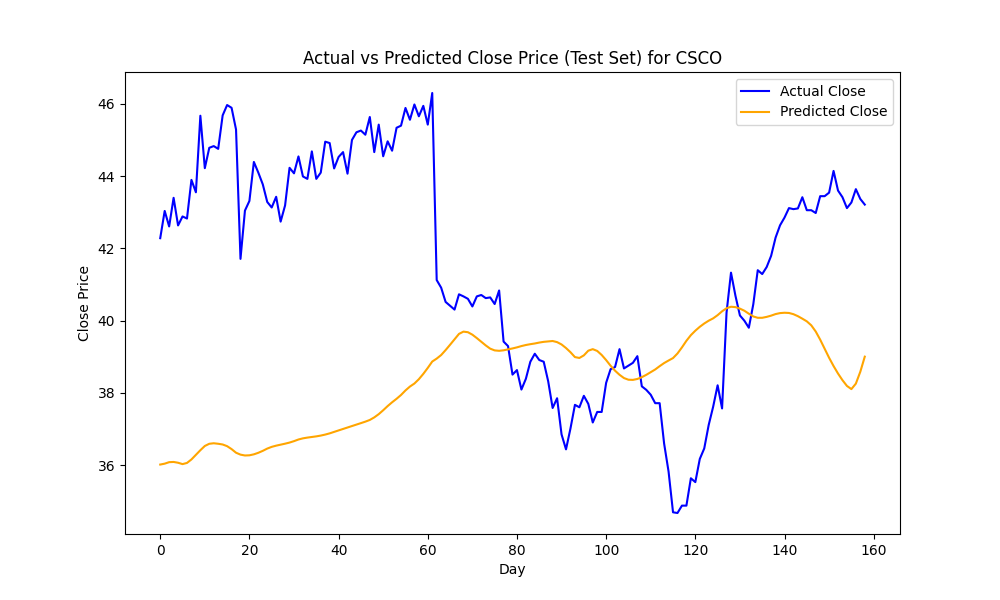 Actual vs Predicted Close Price (Test Set) for CSCO
Actual Close
Predicted Close
Close Price
46
44
42
40
38
36
0 20 40 60 80 100 120 140 160
Day